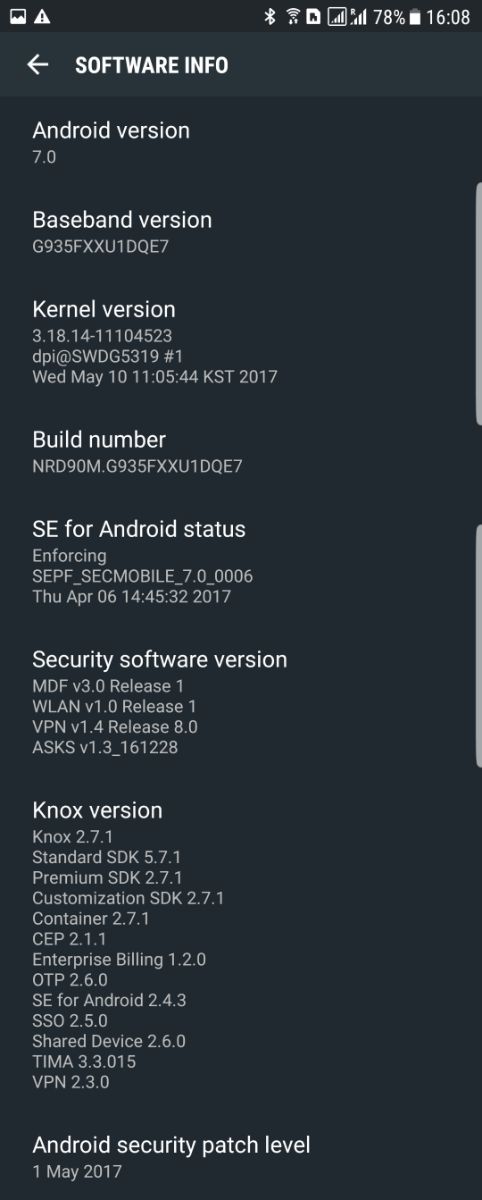 78% 16:08
SOFTWARE INFO
Android version
7.0
Baseband version
G935FXXU1DQE7
Kernel version
3.18.14-11104523
dpi@SWDG5319 #1
Wed May 10 11:05:44 KST 2017
Build number
NRD90M.G935FXXU1DQE7
SE for Android status
Enforcing
SEPF_SECMOBILE_7.0_0006
Thu Apr 06 14:45:32 2017
Security software version
MDF v3.0 Release 1
WLAN v1.0 Release 1
VPN v1.4 Release 8.0
ASKS v1.3_161228
Knox version
Knox 2.7.1
Standard SDK 5.7.1
Premium SDK 2.7.1
Customization SDK 2.7.1
Container 2.7.1
CEP 2.1.1
Enterprise Billing 1.2.0
OTP 2.6.0
SE for Android 2.4.3
SSO 2.5.0
Shared Device 2.6.0
TIMA 3.3.015
VPN 2.3.0
Android security patch level
1 May 2017